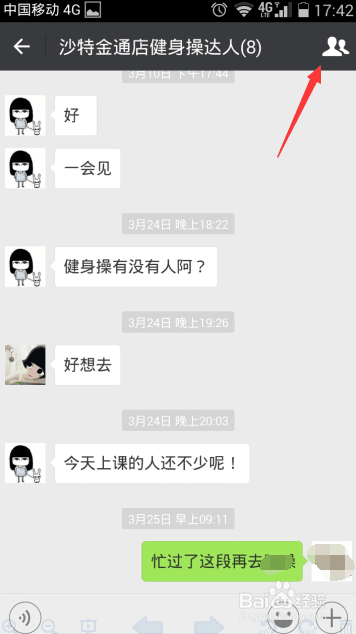 中国移动 4G 4G LTE 17:42
沙特金通店健身操达人(8)
3月10日 下午17:44
好
一会见
3月24日 晚上18:22
健身操有没有人阿？
3月24日 晚上19:26
好想去
3月24日 晚上20:03
今天上课的人还不少呢！
3月25日 早上09:11
忙过了这段再去
Baidu 经验